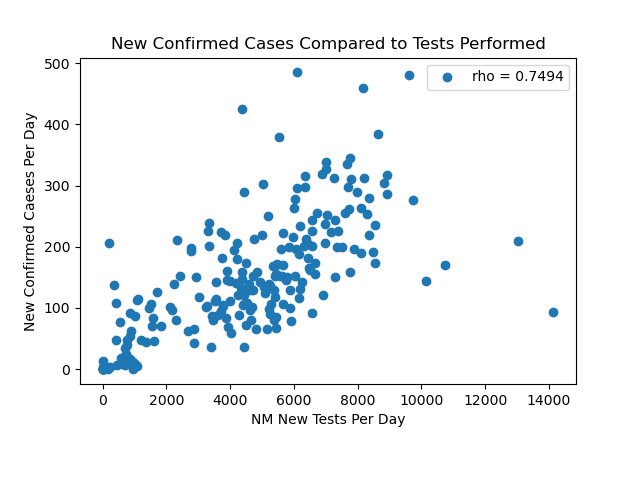 New Confirmed Cases Compared to Tests Performed
rho = 0.7494
500
400
300
200
100
0
New Confirmed Caeses Per Day
0 2000 4000 6000 8000 10000 12000 14000
NM New Tests Per Day